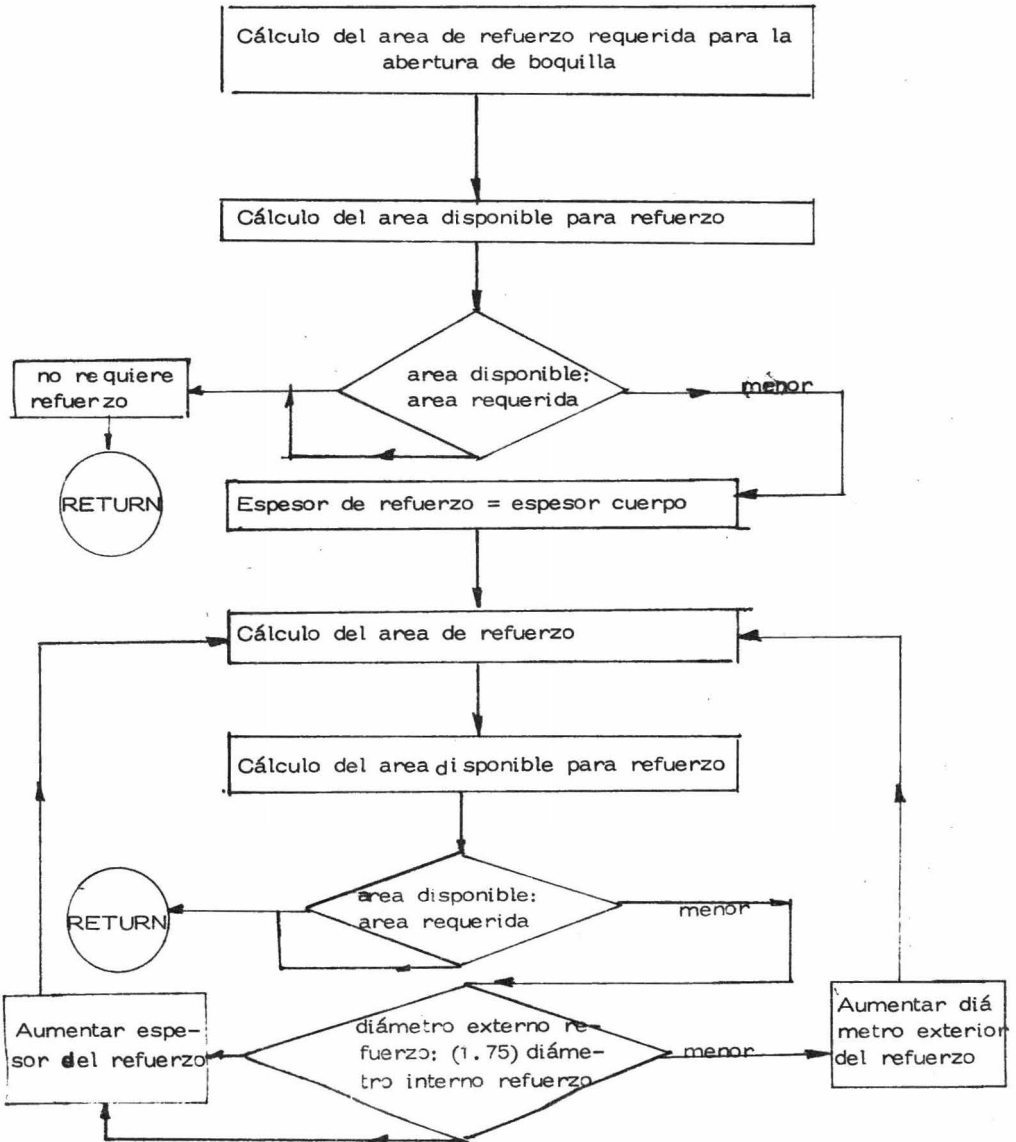 Cálculo del area de refuerzo requerida para la
abertura de boquilla
Cálculo del area disponible para refuerzo
area disponible:
area requerida
menor
no requiere
refuerzo
RETURN
Espesor de refuerzo = espesor cuerpo
Cálculo del area de refuerzo
Cálculo del area disponible para refuerzo
area disponible:
area requerida
menor
RETURN
diámetro externo re-
fuerzo: (1.75) diáme-
tro interno refuerzo
menor
Aumentar espe-
sor del refuerzo
Aumentar diá
metro exterior
del refuerzo